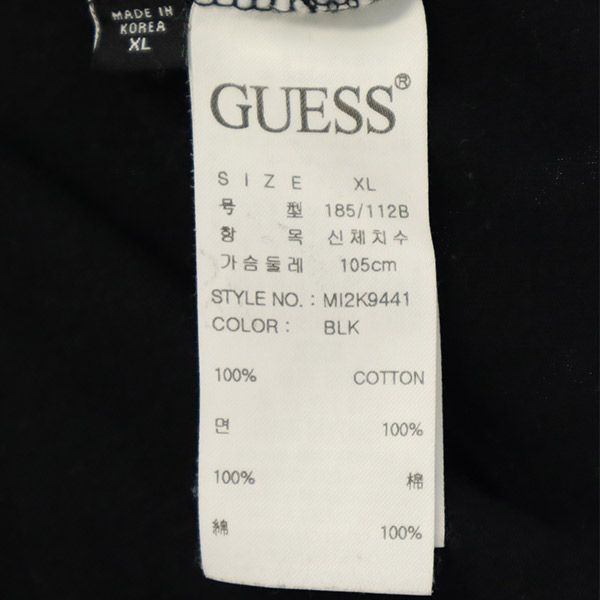 MADE IN
KOREA
XL
GUESS®
SIZE XL
号 型 185/112B
항 목 신체치수
가슴둘레 105cm
STYLE NO. : MI2K9441
COLOR : BLK
100% COTTON
면 100%
100% 棉
綿 100%